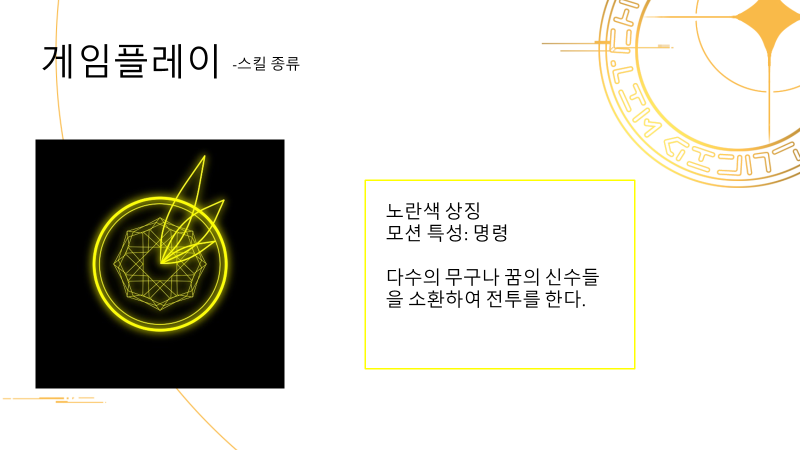 게임플레이 -스킬 종류
노란색 상징
모션 특성: 명령
다수의 무구나 꿈의 신수들
을 소환하여 전투를 한다.